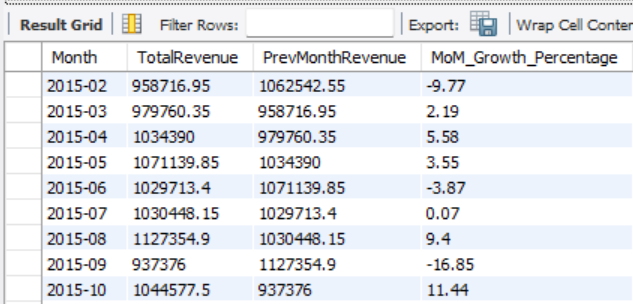 Result Grid Filter Rows: Export: Wrap Cell Conter
Month TotalRevenue PrevMonthRevenue MoM_Growth_Percentage
2015-02 958716.95 1062542.55 -9.77
2015-03 979760.35 958716.95 2.19
2015-04 1034390 979760.35 5.58
2015-05 1071139.85 1034390 3.55
2015-06 1029713.4 1071139.85 -3.87
2015-07 1030448.15 1029713.4 0.07
2015-08 1127354.9 1030448.15 9.4
2015-09 937376 1127354.9 -16.85
2015-10 1044577.5 937376 11.44